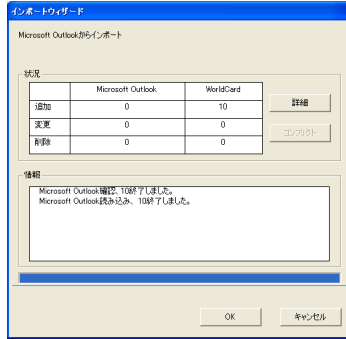 インポートウィザード
Microsoft Outlookからインポート
状況
Microsoft Outlook WorldCard
追加 0 10
変更 0 0
削除 0 0
詳細
コンフリクト
情報
Microsoft Outlook確認、10終了しました。
Microsoft Outlook読み込み、10終了しました。
OK キャンセル